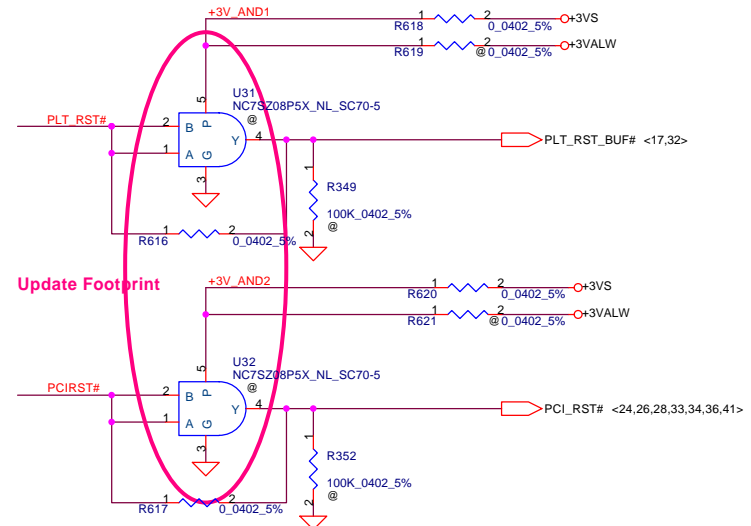 +3V_AND1
R618
1
2
0_0402_5%
+3VS
R619
1
2
@0_0402_5%
+3VALW
U31
NC7SZ08P5X_NL_SC70-5
@
PLT_RST#
2
B
1
A
P
5
G
3
Y
4
PLT_RST_BUF# <17,32>
1
R349
100K_0402_5%
@
2
R616
1
2
0_0402_5%
Update Footprint
+3V_AND2
R620
1
2
0_0402_5%
+3VS
R621
1
2
@0_0402_5%
+3VALW
U32
NC7SZ08P5X_NL_SC70-5
@
PCIRST#
2
B
1
A
P
5
G
3
Y
4
PCI_RST# <24,26,28,33,34,36,41>
1
R352
100K_0402_5%
@
2
R617
1
2
0_0402_5%